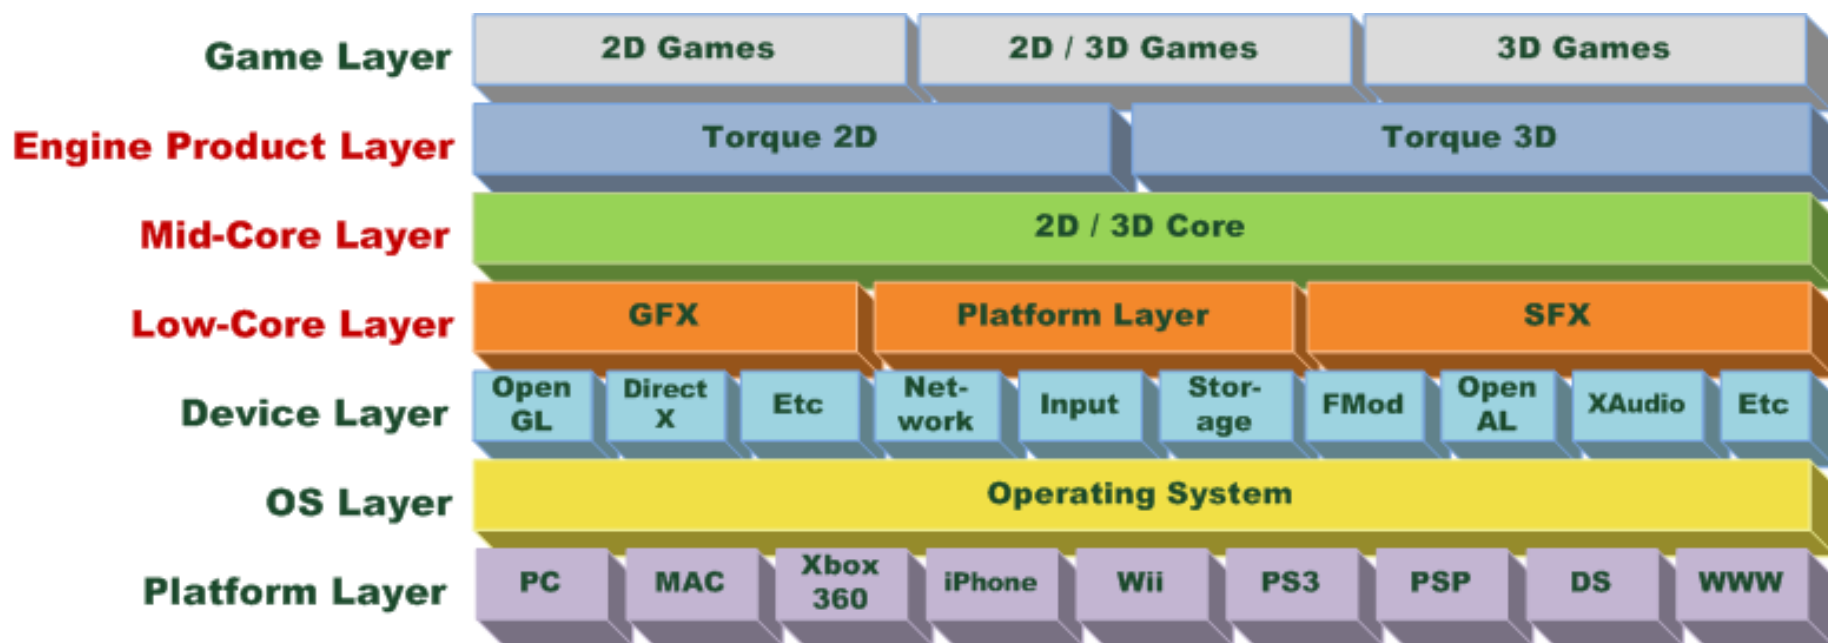 Game Layer
2D Games
2D / 3D Games
3D Games
Engine Product Layer
Torque 2D
Torque 3D
Mid-Core Layer
2D / 3D Core
Low-Core Layer
GFX
Platform Layer
SFX
Device Layer
Open
GL
Direct
X
Etc
Net-
work
Input
Stor-
age
FMod
Open
AL
XAudio
Etc
OS Layer
Operating System
Platform Layer
PC
MAC
Xbox
360
iPhone
Wii
PS3
PSP
DS
WWW